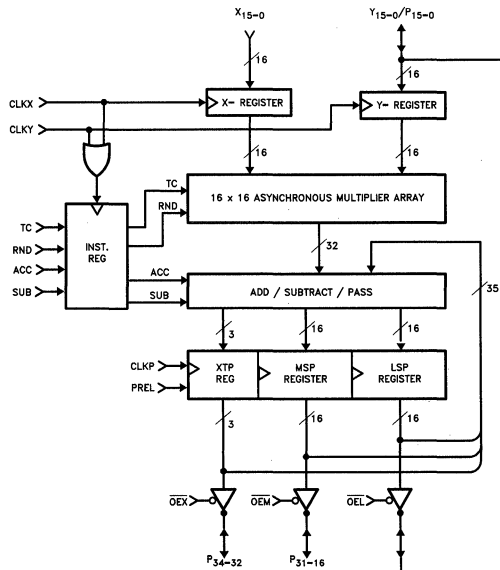 X15-0
Y15-0/P15-0
16
16
CLKX
X- REGISTER
Y- REGISTER
CLKY
16
16
TC
16 x 16 ASYNCHRONOUS MULTIPLIER ARRAY
RND
TC
INST.
REG
RND
32
ACC
ACC
35
SUB
SUB
ADD / SUBTRACT / PASS
3
16
16
CLKP
XTP
REG
MSP
REGISTER
LSP
REGISTER
PREL
3
16
16
OEX
OEM
OEL
P34-32
P31-16